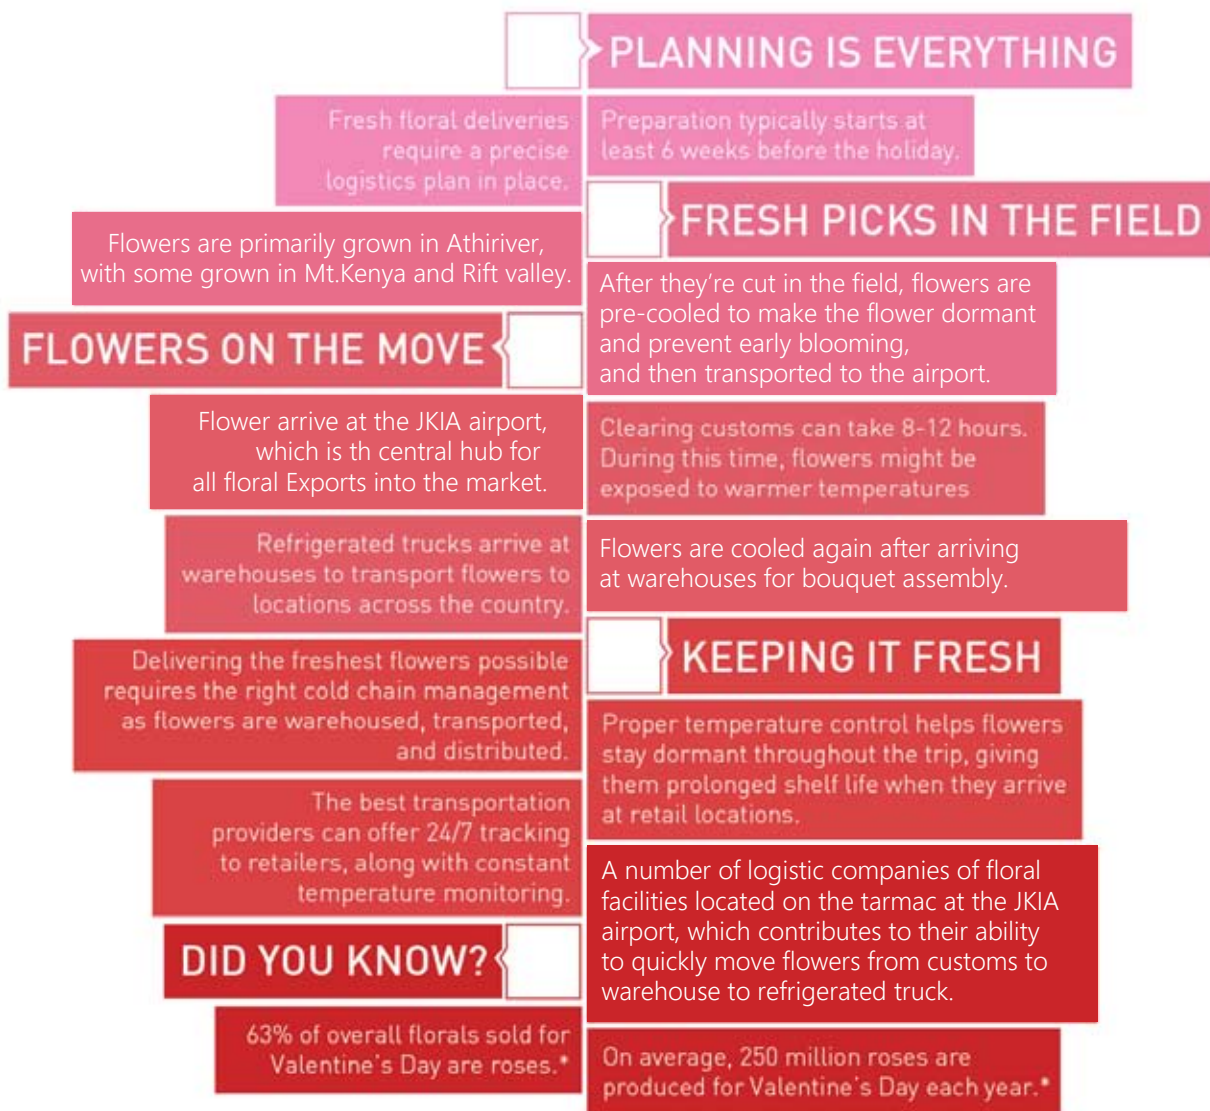 PLANNING IS EVERYTHING
Fresh floral deliveries
require a precise
logistics plan in place.
Preparation typically starts at
least 6 weeks before the holiday.
FRESH PICKS IN THE FIELD
Flowers are primarily grown in Athiriver,
with some grown in Mt.Kenya and Rift valley.
After they’re cut in the field, flowers are
pre-cooled to make the flower dormant
and prevent early blooming,
and then transported to the airport.
FLOWERS ON THE MOVE
Flower arrive at the JKIA airport,
which is th central hub for
all floral Exports into the market.
Clearing customs can take 8-12 hours.
During this time, flowers might be
exposed to warmer temperatures
Refrigerated trucks arrive at
warehouses to transport flowers to
locations across the country.
Flowers are cooled again after arriving
at warehouses for bouquet assembly.
KEEPING IT FRESH
Delivering the freshest flowers possible
requires the right cold chain management
as flowers are warehoused, transported,
and distributed.
Proper temperature control helps flowers
stay dormant throughout the trip, giving
them prolonged shelf life when they arrive
at retail locations.
The best transportation
providers can offer 24/7 tracking
to retailers, along with constant
temperature monitoring.
A number of logistic companies of floral
facilities located on the tarmac at the JKIA
airport, which contributes to their ability
to quickly move flowers from customs to
warehouse to refrigerated truck.
DID YOU KNOW?
63% of overall florals sold for
Valentine’s Day are roses.*
On average, 250 million roses are
produced for Valentine’s Day each year.*